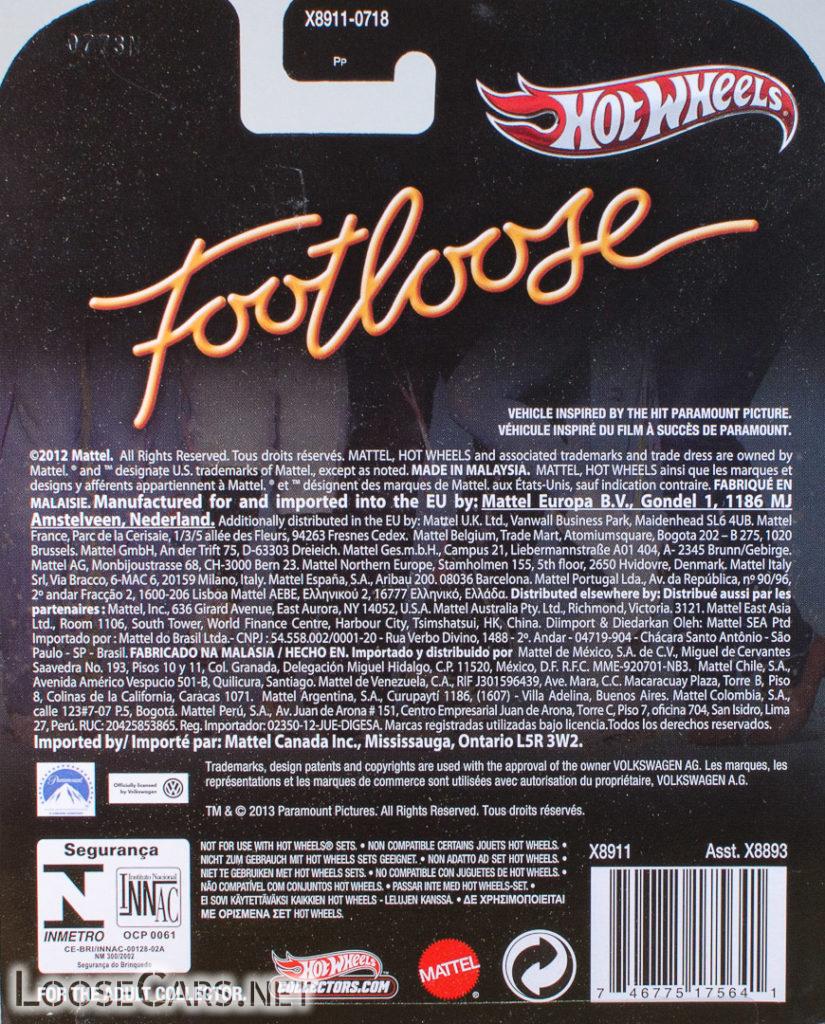 X8911-0718
0773N
Pp
HOT WHEELS®
Footloose
VEHICLE INSPIRED BY THE HIT PARAMOUNT PICTURE.
VÉHICULE INSPIRÉ DU FILM À SUCCÈS DE PARAMOUNT.
©2012 Mattel. All Rights Reserved. Tous droits réservés. MATTEL, HOT WHEELS and associated trademarks and trade dress are owned by
Mattel. ® and ™ designate U.S. trademarks of Mattel., except as noted. MADE IN MALAYSIA. MATTEL, HOT WHEELS ainsi que les marques et
designs y afférents appartiennent à Mattel. ® et ™ désignent des marques de Mattel. aux États-Unis, sauf indication contraire. FABRIQUÉ EN
MALAISIE. Manufactured for and imported into the EU by: Mattel Europa B.V., Gondel 1, 1186 MJ
Amstelveen, Nederland. Additionally distributed in the EU by: Mattel U.K. Ltd., Vanwall Business Park, Maidenhead SL6 4UB. Mattel
France, Parc de la Cerisaie, 1/3/5 allée des Fleurs, 94263 Fresnes Cedex. Mattel Belgium, Trade Mart, Atomiumsquare, Bogota 202 – B 275, 1020
Brussels. Mattel GmbH, An der Trift 75, D-63303 Dreieich. Mattel Ges.m.b.H., Campus 21, Liebermannstraße A01 404, A- 2345 Brunn/Gebirge.
Mattel AG, Monbijoustrasse 68, CH-3000 Bern 23. Mattel Northern Europe, Stamholmen 155, 5th floor, 2650 Hvidovre, Denmark. Mattel Italy
Srl, Via Bracco, 6-MAC 6, 20159 Milano, Italy. Mattel España, S.A., Aribau 200. 08036 Barcelona. Mattel Portugal Lda., Av. da República, nº 90/96,
2º andar Fracção 2, 1600-206 Lisboa Mattel AEBE, Ελληνικού 2, 16777 Ελληνικό, Ελλάδα. Distributed elsewhere by: Distribué aussi par les
partenaires : Mattel, Inc., 636 Girard Avenue, East Aurora, NY 14052, U.S.A. Mattel Australia Pty. Ltd., Richmond, Victoria. 3121. Mattel East Asia
Ltd., Room 1106, South Tower, World Finance Centre, Harbour City, Tsimshatsui, HK, China. Diimport & Diedarkan Oleh: Mattel SEA Ptd
Importado por : Mattel do Brasil Ltda.- CNPJ : 54.558.002/0001-20 - Rua Verbo Divino, 1488 - 2º. Andar - 04719-904 - Chácara Santo Antônio - São
Paulo - SP - Brasil. FABRICADO NA MALASIA / HECHO EN. Importado y distribuido por Mattel de México, S.A. de C.V., Miguel de Cervantes
Saavedra No. 193, Pisos 10 y 11, Col. Granada, Delegación Miguel Hidalgo, C.P. 11520, México, D.F. R.F.C. MME-920701-NB3. Mattel Chile, S.A.,
Avenida Américo Vespucio 501-B, Quilicura, Santiago. Mattel de Venezuela, C.A., RIF J301596439, Ave. Mara, C.C. Macaracuay Plaza, Torre B, Piso
8, Colinas de la California, Caracas 1071. Mattel Argentina, S.A., Curupaytí 1186, (1607) - Villa Adelina, Buenos Aires. Mattel Colombia, S.A.,
calle 123#7-07 P.5, Bogotá. Mattel Perú, S.A., Av. Juan de Arona # 151, Centro Empresarial Juan de Arona, Torre C, Piso 7, oficina 704, San Isidro, Lima
27, Perú. RUC: 20425853865. Reg. Importador: 02350-12-JUE-DIGESA. Marcas registradas utilizadas bajo licencia.Todos los derechos reservados.
Imported by/ Importé par: Mattel Canada Inc., Mississauga, Ontario L5R 3W2.
Paramount
Officially licensed
by Volkswagen
Trademarks, design patents and copyrights are used with the approval of the owner VOLKSWAGEN AG. Les marques, les
représentations et les marques de commerce sont utilisées avec autorisation du propriétaire, VOLKSWAGEN A.G.
TM & © 2013 Paramount Pictures. All Rights Reserved. Tous droits réservés.
Segurança
INMETRO
Instituto Nacional
INNAC
OCP 0061
CE-BRI/INNAC-00128-02A
NM 300/2002
Segurança do Brinquedo
NOT FOR USE WITH HOT WHEELS® SETS. • NON COMPATIBLE CERTAINS JOUETS HOT WHEELS. •
NICHT ZUM GEBRAUCH MIT HOT WHEELS SETS GEEIGNET. • NON ADATTO AD SET HOT WHEELS. •
NIET TE GEBRUIKEN MET HOT WHEELS SETS. • NO COMPATIBLE CON JUGUETES DE HOT WHEELS. •
NÃO COMPATÍVEL COM CONJUNTOS HOT WHEELS. • PASSAR INTE MED HOT WHEELS-SET. •
EI SOVI KÄYTETTÄVÄKSI KAIKKIEN HOT WHEELS - LELUJEN KANSSA. • ΔΕ ΧΡΗΣΙΜΟΠΟΙΕΙΤΑΙ
ΜΕ ΟΡΙΣΜΕΝΑ ΣΕΤ HOT WHEELS.
X8911 Asst. X8893
7 46775 17564 1
FOR THE ADULT COLLECTOR.
HOT WHEELS
COLLECTORS.COM
MATTEL
LOOSECARS.NET